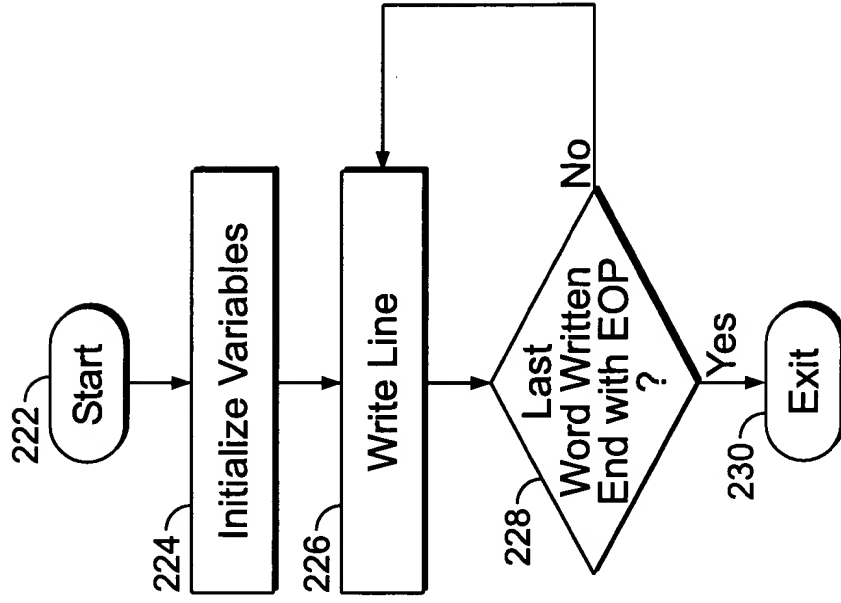 222
Start
224
Initialize Variables
226
Write Line
228
Last
Word Written
End with EOP
?
No
Yes
230
Exit